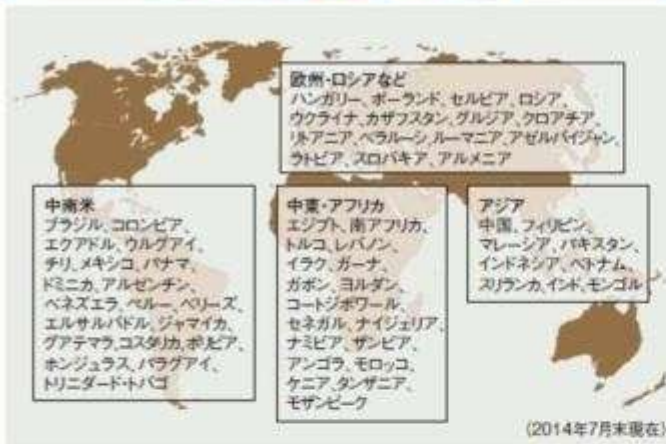 欧州・ロシアなど
ハンガリー、ポーランド、セルビア、ロシア、
ウクライナ、カザフスタン、グルジア、クロアチア、
リトアニア、ベラルーシ、ルーマニア、アゼルバイジャン、
ラトビア、スロバキア、アルメニア
中南米
ブラジル、コロンビア、
エクアドル、ウルグアイ、
チリ、メキシコ、パナマ、
ドミニカ、アルゼンチン、
ベネズエラ、ペルー、ベリーズ、
エルサルバドル、ジャマイカ、
グアテマラ、コスタリカ、ボリビア、
ホンジュラス、パラグアイ、
トリニダード・トバゴ
中東・アフリカ
エジプト、南アフリカ、
トルコ、レバノン、
イラク、ガーナ、
ガボン、ヨルダン、
コートジボワール、
セネガル、ナイジェリア、
ナミビア、ザンビア、
アンゴラ、モロッコ、
ケニア、タンザニア、
モザンビーク
アジア
中国、フィリピン、
マレーシア、パキスタン、
インドネシア、ベトナム、
スリランカ、インド、モンゴル
(2014年7月末現在)